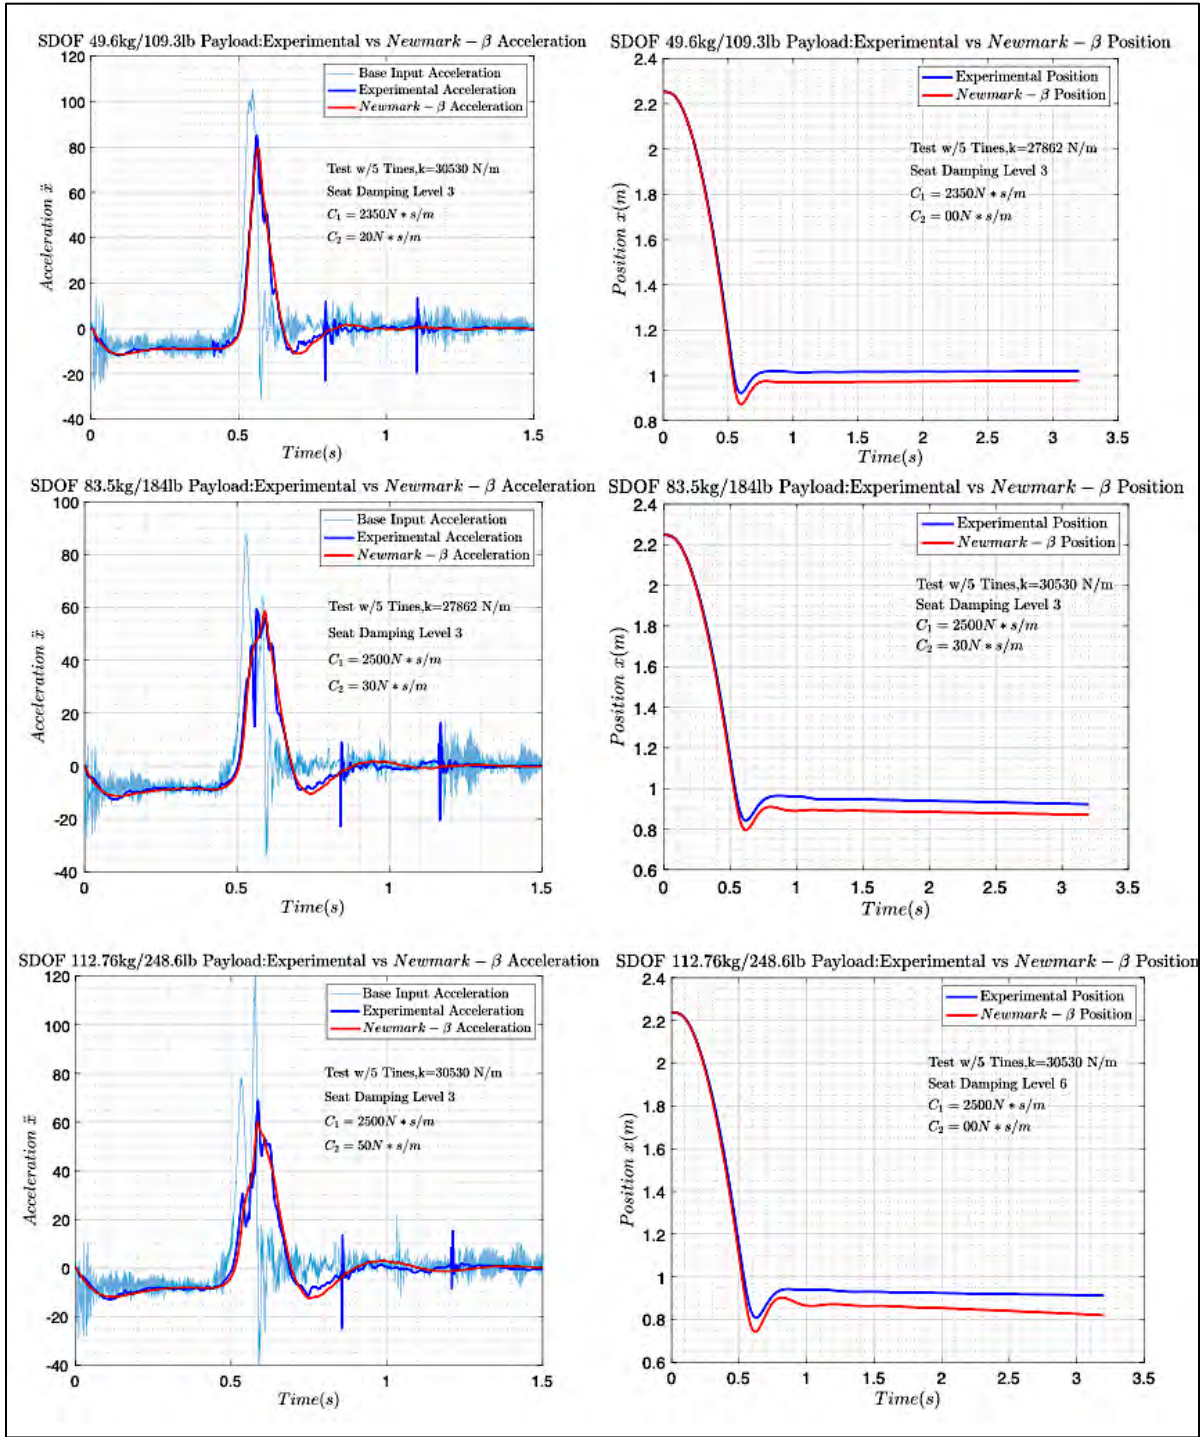 SDOF 49.6kg/109.3lb Payload:Experimental vs Newmark − β Acceleration
120
100
80
60
40
20
0
-20
-40
0
0.5
1
1.5
Acceleration ẍ
Time(s)
Base Input Acceleration
Experimental Acceleration
Newmark − β Acceleration
Test w/5 Tines,k=30530 N/m
Seat Damping Level 3
C₁ = 2350N * s/m
C₂ = 20N * s/m
SDOF 49.6kg/109.3lb Payload:Experimental vs Newmark − β Position
2.4
2.2
2
1.8
1.6
1.4
1.2
1
0.8
0
0.5
1
1.5
2
2.5
3
3.5
Position x(m)
Time(s)
Experimental Position
Newmark − β Position
Test w/5 Tines,k=27862 N/m
Seat Damping Level 3
C₁ = 2350N * s/m
C₂ = 00N * s/m
SDOF 83.5kg/184lb Payload:Experimental vs Newmark − β Acceleration
100
80
60
40
20
0
-20
-40
0
0.5
1
1.5
Acceleration ẍ
Time(s)
Base Input Acceleration
Experimental Acceleration
Newmark − β Acceleration
Test w/5 Tines,k=27862 N/m
Seat Damping Level 3
C₁ = 2500N * s/m
C₂ = 30N * s/m
SDOF 83.5kg/184lb Payload:Experimental vs Newmark − β Position
2.4
2.2
2
1.8
1.6
1.4
1.2
1
0.8
0.6
0
0.5
1
1.5
2
2.5
3
3.5
Position x(m)
Time(s)
Experimental Position
Newmark − β Position
Test w/5 Tines,k=30530 N/m
Seat Damping Level 3
C₁ = 2500N * s/m
C₂ = 30N * s/m
SDOF 112.76kg/248.6lb Payload:Experimental vs Newmark − β Acceleration
120
100
80
60
40
20
0
-20
-40
0
0.5
1
1.5
Acceleration ẍ
Time(s)
Base Input Acceleration
Experimental Acceleration
Newmark − β Acceleration
Test w/5 Tines,k=30530 N/m
Seat Damping Level 3
C₁ = 2500N * s/m
C₂ = 50N * s/m
SDOF 112.76kg/248.6lb Payload:Experimental vs Newmark − β Position
2.4
2.2
2
1.8
1.6
1.4
1.2
1
0.8
0.6
0
0.5
1
1.5
2
2.5
3
3.5
Position x(m)
Time(s)
Experimental Position
Newmark − β Position
Test w/5 Tines,k=30530 N/m
Seat Damping Level 6
C₁ = 2500N * s/m
C₂ = 00N * s/m